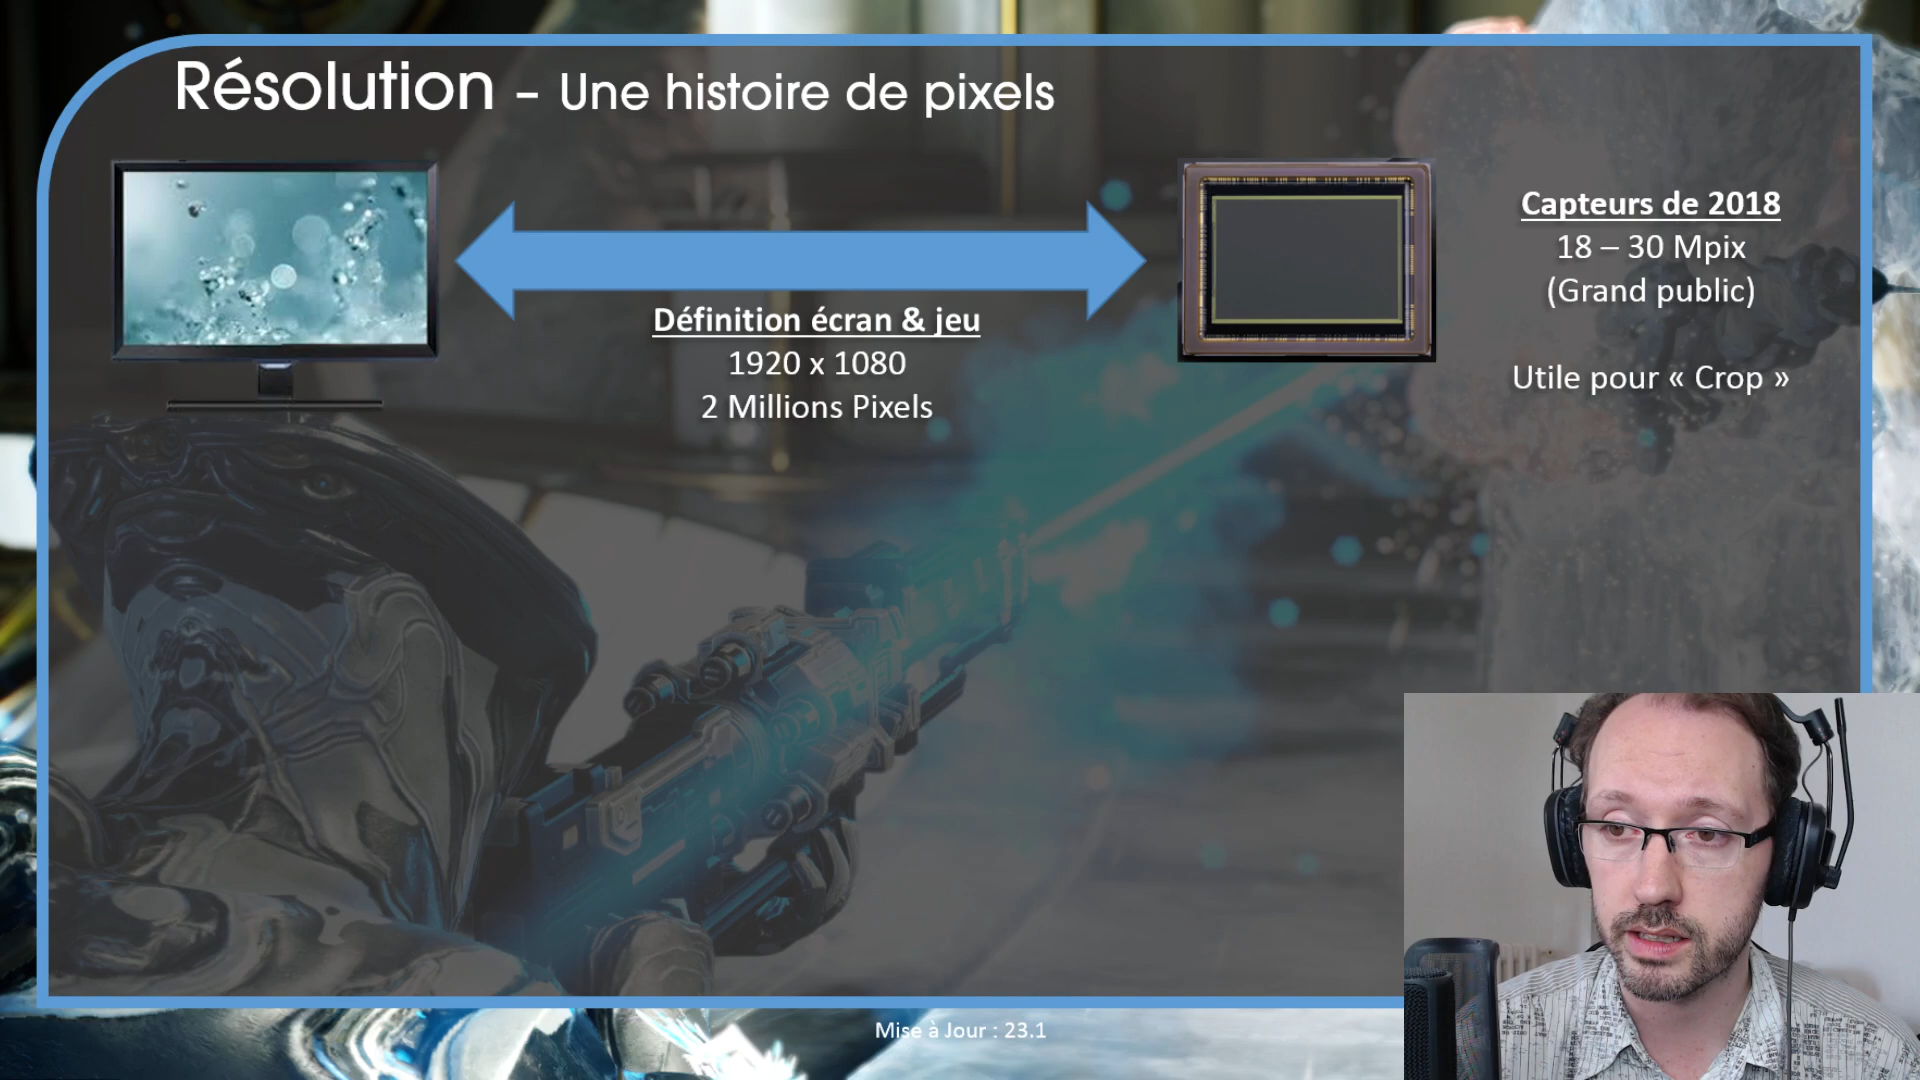 Résolution – Une histoire de pixels
Définition écran & jeu
1920 x 1080
2 Millions Pixels
Capteurs de 2018
18 – 30 Mpix
(Grand public)
Utile pour « Crop »
Mise à Jour : 23.1